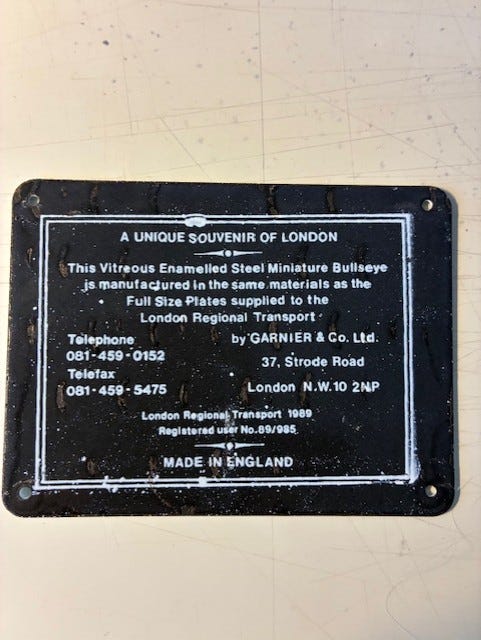 A UNIQUE SOUVENIR OF LONDON
This Vitreous Enamelled Steel Miniature Bullseye
is manufactured in the same materials as the
Full Size Plates supplied to the
London Regional Transport
Telephone
081-459-0152
Telefax
081-459-5475
by GARNIER & Co. Ltd.
37, Strode Road
London N.W.10 2NP
London Regional Transport 1989
Registered user No.89/985
MADE IN ENGLAND